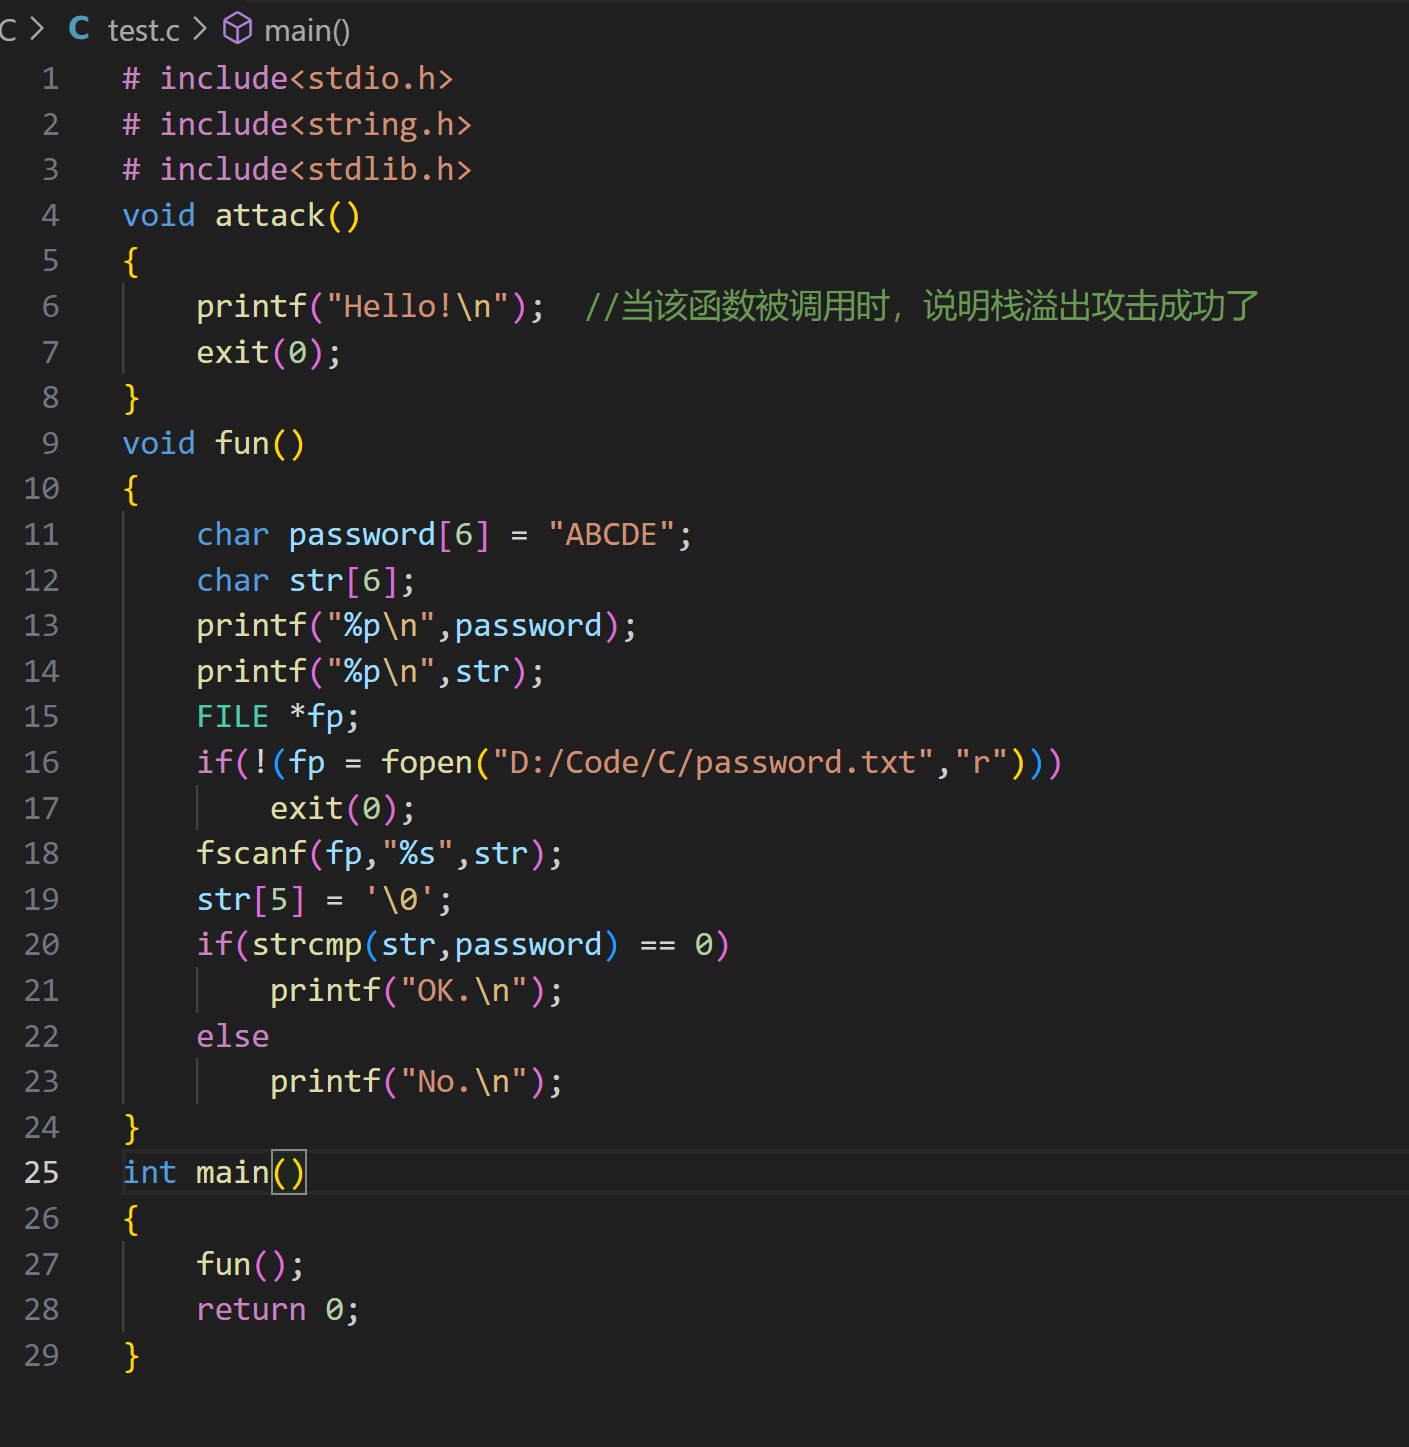 C > C test.c > main()
1 # include<stdio.h>
2 # include<string.h>
3 # include<stdlib.h>
4 void attack()
5 {
6     printf("Hello!\n");  //当该函数被调用时，说明栈溢出攻击成功了
7     exit(0);
8 }
9 void fun()
10 {
11     char password[6] = "ABCDE";
12     char str[6];
13     printf("%p\n",password);
14     printf("%p\n",str);
15     FILE *fp;
16     if(!(fp = fopen("D:/Code/C/password.txt","r")))
17         exit(0);
18     fscanf(fp,"%s",str);
19     str[5] = '\0';
20     if(strcmp(str,password) == 0)
21         printf("OK.\n");
22     else
23         printf("No.\n");
24 }
25 int main()
26 {
27     fun();
28     return 0;
29 }